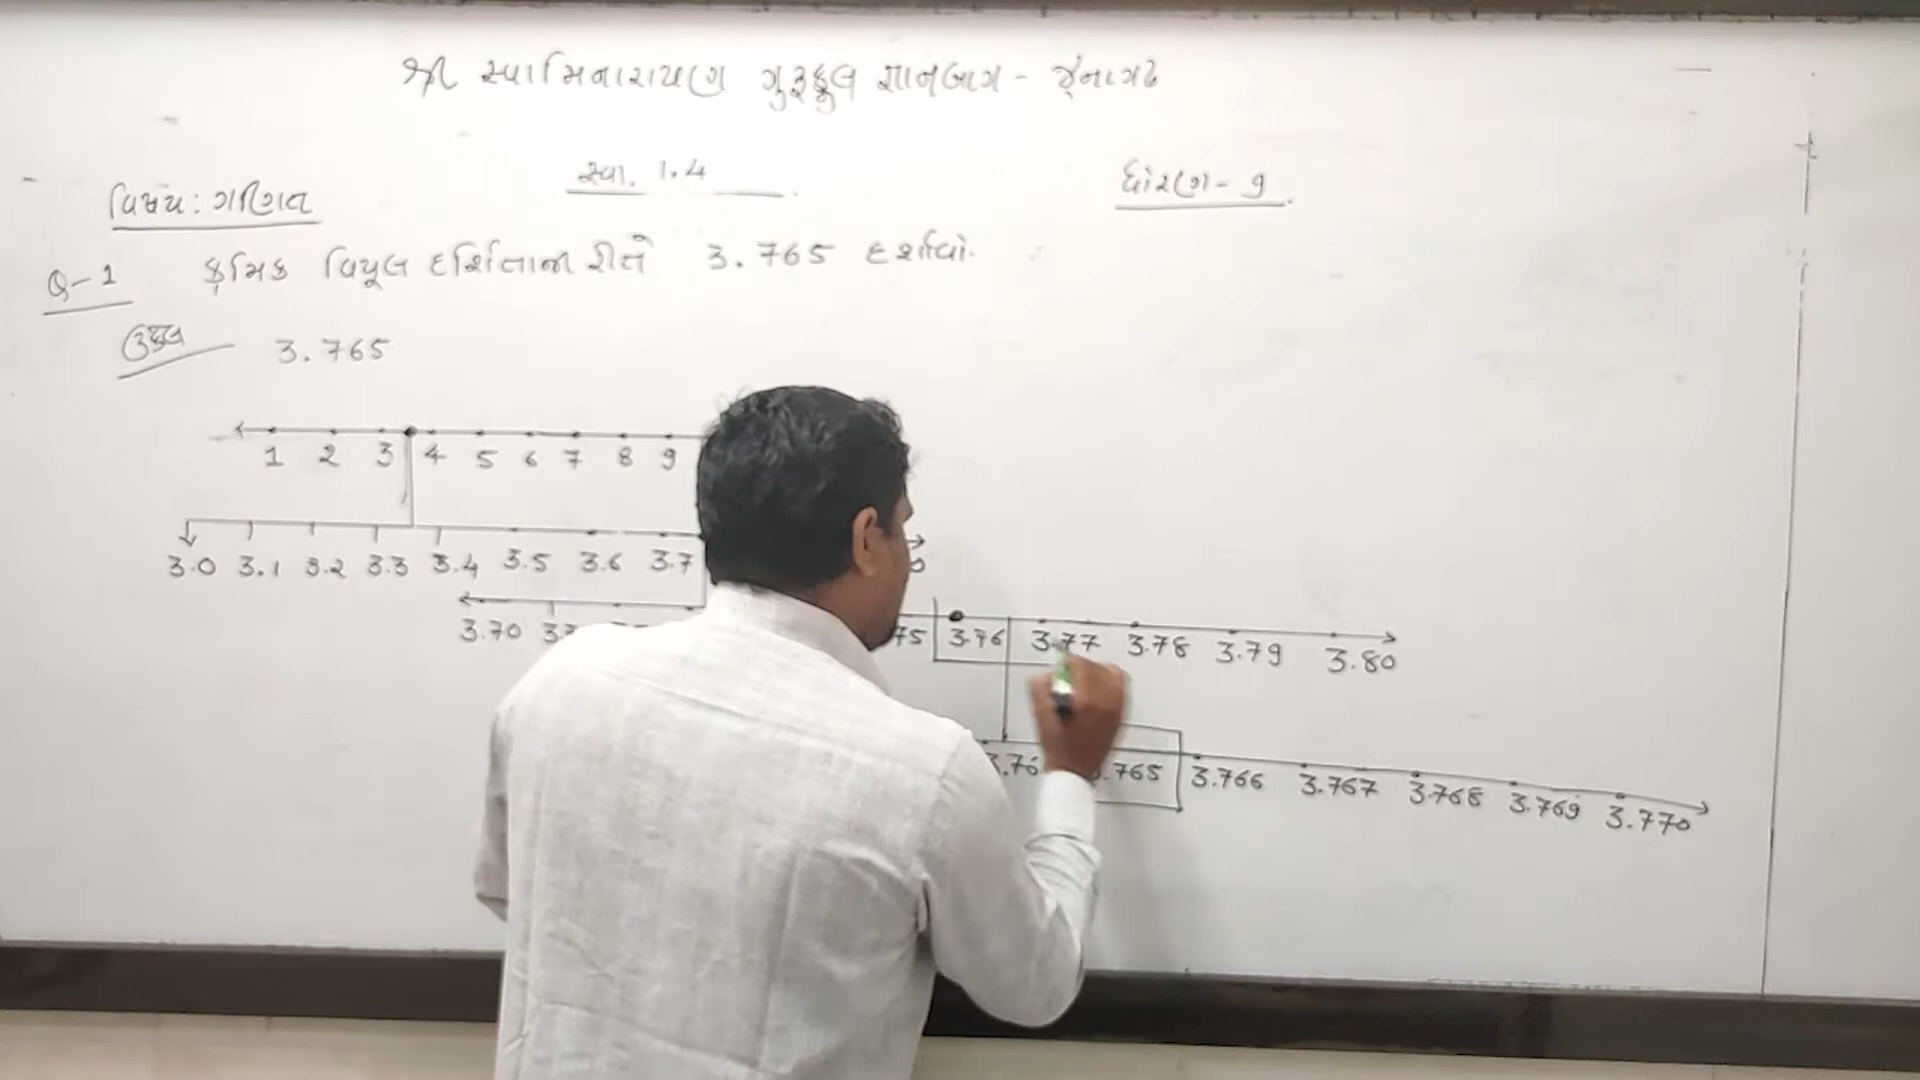 શ્રી સ્વામિનારાયણ ગુરુકુલ જ્ઞાનબાગ - જૂનાગઢ
સ્વા. 1.4
વિષય: ગણિત
ધોરણ - 9
Q-1 ક્રમિક વિપૂલ દર્શિતાની રીતે 3.765 દર્શાવો.
ઉકેલ 3.765
1 2 3 4 5 6 7 8 9
3.0 3.1 3.2 3.3 3.4 3.5 3.6 3.7
3.70 75 3.76 3.77 3.78 3.79 3.80
3.76 .765 3.766 3.767 3.768 3.769 3.770